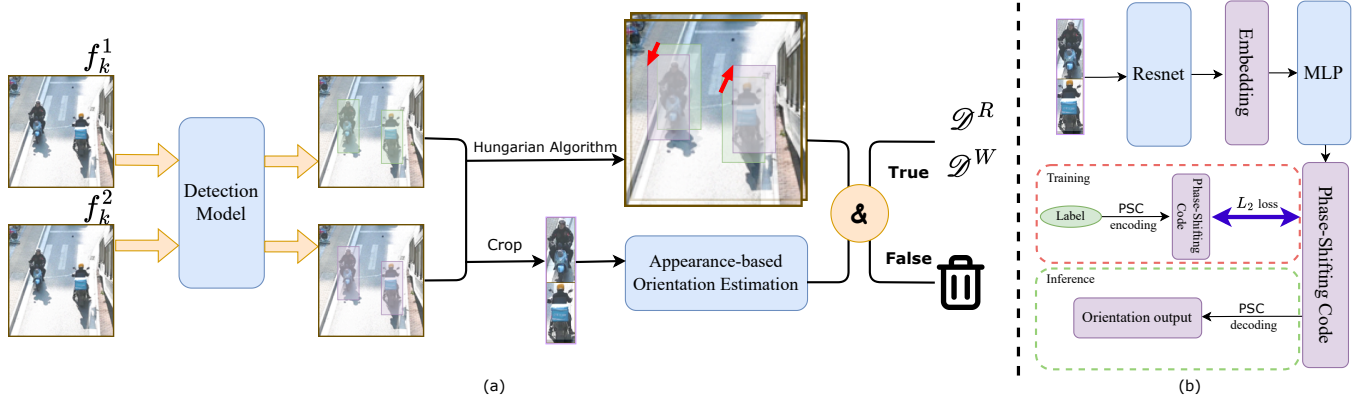 f_k^1
f_k^2
Detection
Model
Hungarian Algorithm
Crop
Appearance-based
Orientation Estimation
&
𝒟^R
𝒟^W
True
False
(a)
Resnet
Embedding
MLP
Training
Label
PSC
encoding
Phase-Shifting
Code
L_2 loss
Phase-Shifting Code
Inference
Orientation output
PSC
decoding
(b)